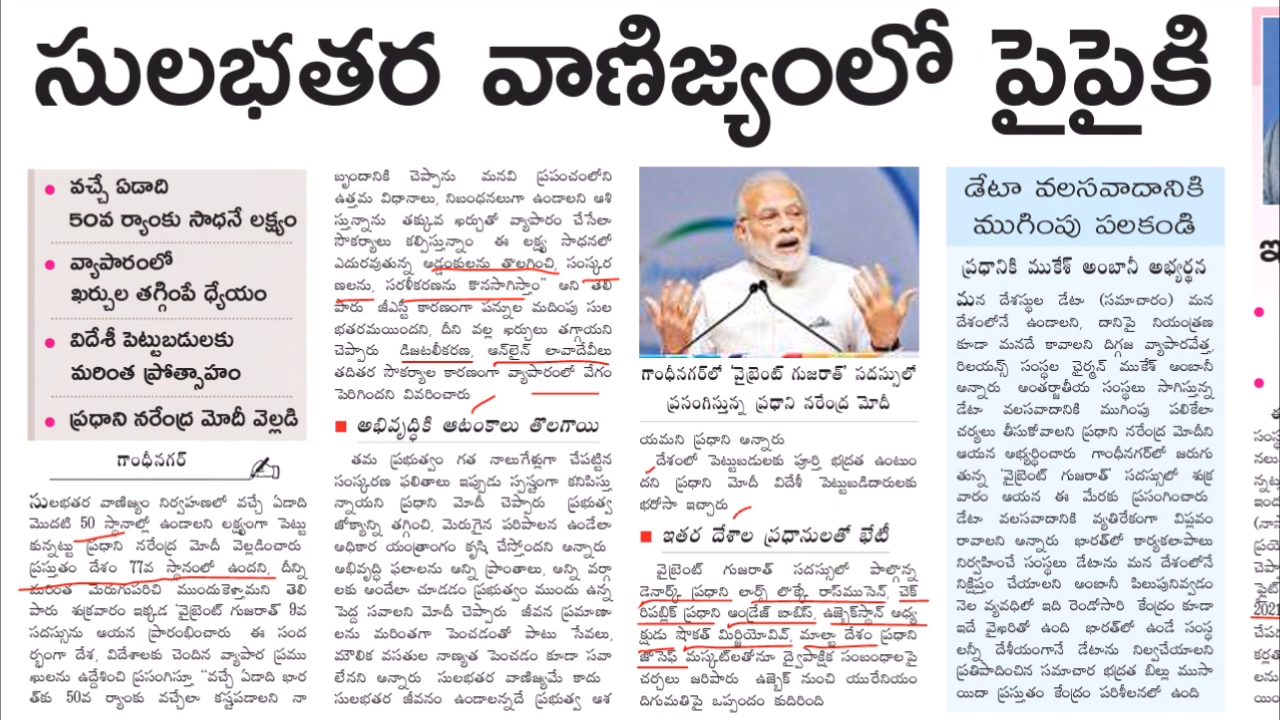 సులభతర వాణిజ్యంలో పైపైకి
• వచ్చే ఏడాది
50వ ర్యాంకు సాధనే లక్ష్యం
• వ్యాపారంలో
ఖర్చుల తగ్గింపే ధ్యేయం
• విదేశీ పెట్టుబడులకు
మరింత ప్రోత్సాహం
• ప్రధాని నరేంద్ర మోదీ వెల్లడి
గాంధీనగర్
సులభతర వాణిజ్యం నిర్వహణలో వచ్చే ఏడాది
మొదటి 50 స్థానాల్లో ఉండాలని లక్ష్యంగా పెట్టు
కున్నట్టు ప్రధాని నరేంద్ర మోదీ వెల్లడించారు
ప్రస్తుతం దేశం 77వ స్థానంలో ఉందని, దీన్ని
మరింత మెరుగుపరిచి ముందుకెళ్తామని తెలి
పారు శుక్రవారం ఇక్కడ 'వైబ్రెంట్ గుజరాత్' 9వ
సదస్సును ఆయన ప్రారంభించారు ఈ సంద
ర్భంగా దేశ, విదేశాలకు చెందిన వ్యాపార ప్రము
ఖులను ఉద్దేశించి ప్రసంగిస్తూ "వచ్చే ఏడాది భార
త్‌కు 50వ ర్యాంకు వచ్చేలా కష్టపడాలని నా
బృందానికి చెప్పాను మనవి ప్రపంచంలోని
ఉత్తమ విధానాలు, నిబంధనలుగా ఉండాలని ఆశి
స్తున్నాను తక్కువ ఖర్చుతో వ్యాపారం చేసేలా
సౌకర్యాలు కల్పిస్తున్నాం ఈ లక్ష్య సాధనలో
ఎదురవుతున్న అడ్డంకులను తొలగించి, సంస్కర
ణలను, సరళీకరణను కొనసాగిస్తాం" అని తెలి
పారు జీఎస్టీ కారణంగా పన్నుల మదింపు సుల
భతరమయిందని, దీని వల్ల ఖర్చులు తగ్గాయని
చెప్పారు డిజటలీకరణ, ఆన్‌లైన్ లావాదేవీలు
తదితర సౌకర్యాల కారణంగా వ్యాపారంలో వేగం
పెరిగిందని వివరించారు
■ అభివృద్ధికి ఆటంకాలు తొలగాయి
తమ ప్రభుత్వం గత నాలుగేళ్లుగా చేపట్టిన
సంస్కరణ ఫలితాలు ఇప్పుడు స్పష్టంగా కనిపిస్తు
న్నాయని ప్రధాని మోదీ చెప్పారు ప్రభుత్వ
జోక్యాన్ని తగ్గించి, మెరుగైన పరిపాలన ఉండేలా
అధికార యంత్రాంగం కృషి చేస్తోందని అన్నారు
అభివృద్ధి ఫలాలను అన్ని ప్రాంతాలు, అన్ని వర్గా
లకు అందేలా చూడడం ప్రభుత్వం ముందు ఉన్న
పెద్ద సవాలని మోదీ చెప్పారు జీవన ప్రమాణా
లను మరింతగా పెంచడంతో పాటు సేవలు,
మౌలిక వసతుల నాణ్యత పెంచడం కూడా సవా
లేనని అన్నారు సులభతర వాణిజ్యమే కాదు
సులభతర జీవనం ఉండాలన్నదే ప్రభుత్వ ఆశ
గాంధీనగర్‌లో 'వైబ్రెంట్ గుజరాత్' సదస్సులో
ప్రసంగిస్తున్న ప్రధాని నరేంద్ర మోదీ
యమని ప్రధాని అన్నారు
దేశంలో పెట్టుబడులకు పూర్తి భద్రత ఉంటుం
దని ప్రధాని మోదీ విదేశీ పెట్టుబడిదారులకు
భరోసా ఇచ్చారు
■ ఇతర దేశాల ప్రధానులతో భేటీ
వైబ్రెంట్ గుజరాత్ సదస్సులో పాల్గొన్న
డెనార్క్ ప్రధాని లార్స్ లొక్కే రాస్‌ముసెన్, చెక్
రిపబ్లిక్ ప్రధాని ఆండ్రేజ్ బాబిస్, ఉజ్బెక్‌స్థాన్ అధ్య
క్షుడు షౌకత్ మిర్జియోవివ్, మాల్టా దేశం ప్రధాని
జోసెఫ్ మస్కట్‌లతోనూ ద్వైపాక్షిక సంబంధాలపై
చర్చలు జరిపారు ఉజ్బెక్ నుంచి యురేనియం
దిగుమతిపై ఒప్పందం కుదిరింది
డేటా వలసవాదానికి
ముగింపు పలకండి
ప్రధానికి ముకేశ్ అంబానీ అభ్యర్థన
మన దేశస్థుల డేటా (సమాచారం) మన
దేశంలోనే ఉండాలని, దానిపై నియంత్రణ
కూడా మనదే కావాలని దిగ్గజ వ్యాపారవేత్త,
రిలయన్స్ సంస్థల ఛైర్మన్ ముకేశ్ అంబానీ
అన్నారు అంతర్జాతీయ సంస్థలు సాగిస్తున్న
డేటా వలసవాదానికి ముగింపు పలికేలా
చర్యలు తీసుకోవాలని ప్రధాని నరేంద్ర మోదీని
ఆయన అభ్యర్థించారు గాంధీనగర్‌లో జరుగు
తున్న 'వైబ్రెంట్ గుజరాత్' సదస్సులో శుక్ర
వారం ఆయన ఈ మేరకు ప్రసంగించారు
డేటా వలసవాదానికి వ్యతిరేకంగా విప్లవం
రావాలని అన్నారు భారత్‌లో కార్యకలాపాలు
నిర్వహించే సంస్థలు డేటాను మన దేశంలోనే
నిక్షిప్తం చేయాలని అంబానీ పిలుపునివ్వడం
నెల వ్యవధిలో ఇది రెండోసారి కేంద్రం కూడా
ఇదే వైఖరితో ఉంది భారత్‌లో ఉండే సంస్థ
లన్నీ దేశీయంగానే డేటాను నిల్వచేయాలని
ప్రతిపాదించిన సమాచార భద్రత బిల్లు ముసా
యిదా ప్రస్తుతం కేంద్రం పరిశీలనలో ఉంది